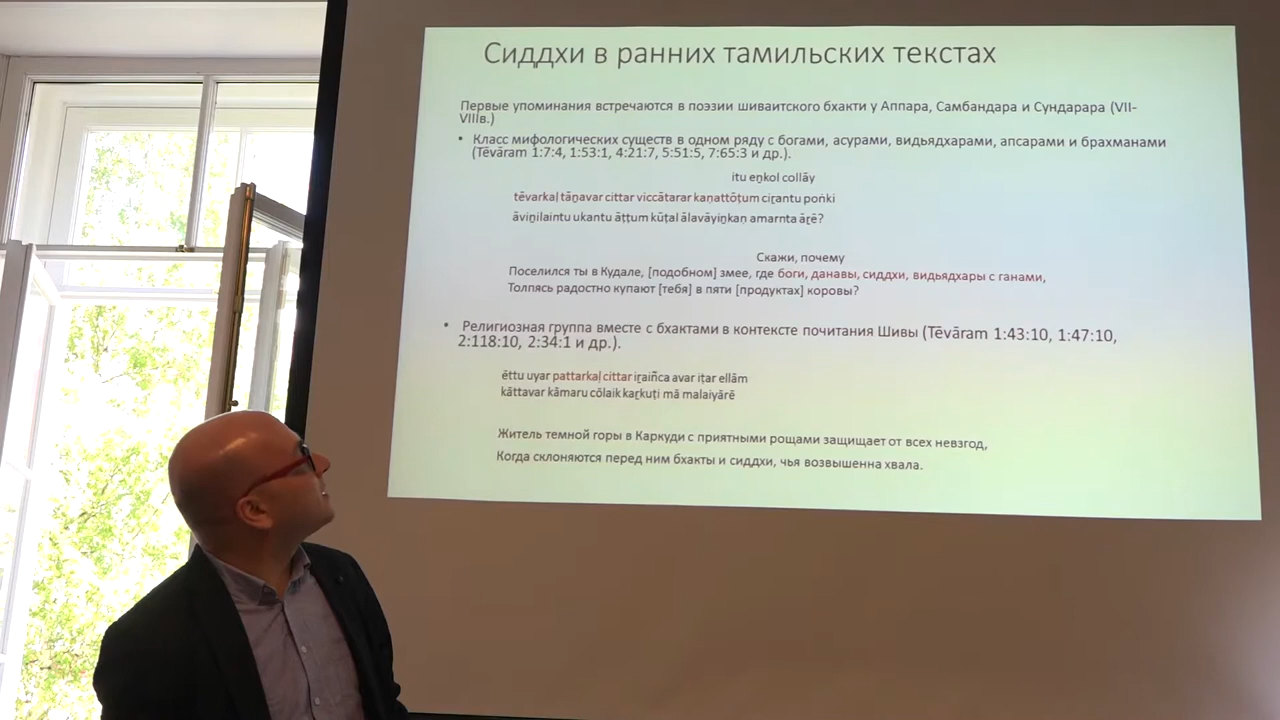 Сиддхи в ранних тамильских текстах
Первые упоминания встречаются в поэзии шиваитского бхакти у Аппара, Самбандара и Сундарара (VII-
VIIIв.)
• Класс мифологических существ в одном ряду с богами, асурами, видьядхарами, апсарами и брахманами
(Tēvāram 1:7:4, 1:53:1, 4:21:7, 5:51:5, 7:65:3 и др.).
itu eṉkol collāy
tēvarkaḷ tāṉavar cittar viccātarar kaṇattōṭum ciṟantu poṅki
āviṉilaintu ukantu āṭṭum kūṭal ālavāyiṉkaṇ amarnta āṟē?
Скажи, почему
Поселился ты в Кудале, [подобном] змее, где боги, данавы, сиддхи, видьядхары с ганами,
Толпясь радостно купают [тебя] в пяти [продуктах] коровы?
• Религиозная группа вместе с бхактами в контексте почитания Шивы (Tēvāram 1:43:10, 1:47:10,
2:118:10, 2:34:1 и др.).
ēttu uyar pattarkaḷ cittar iṟaiñca avar iṭar ellām
kāttavar kāmaru cōlaik kaṟkuṭi mā malaiyārē
Житель темной горы в Каркуди с приятными рощами защищает от всех невзгод,
Когда склоняются перед ним бхакты и сиддхи, чья возвышенна хвала.